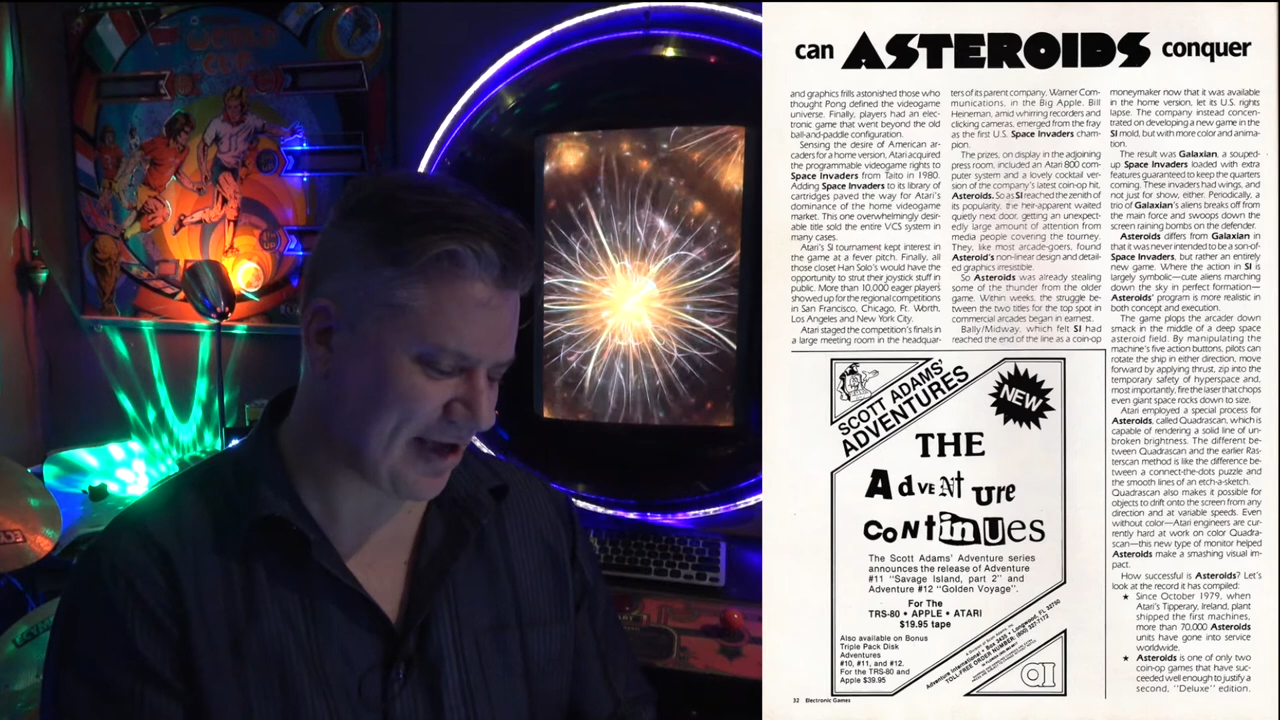 WORLD
CUP
can ASTEROIDS conquer
and graphics frills astonished those who
thought Pong defined the videogame
universe. Finally, players had an elec-
tronic game that went beyond the old
ball-and-paddle configuration.
Sensing the desire of American ar-
caders for a home version, Atari acquired
the programmable videogame rights to
Space Invaders from Taito in 1980.
Adding Space Invaders to its library of
cartridges paved the way for Atari's
dominance of the home videogame
market. This one overwhelmingly desir-
able title sold the entire VCS system in
many cases.
Atari's SI tournament kept interest in
the game at a fever pitch. Finally, all
those closet Han Solo's would have the
opportunity to strut their joystick stuff in
public. More than 10,000 eager players
showed up for the regional competitions
in San Francisco, Chicago, Ft. Worth,
Los Angeles and New York City.
Atari staged the competition's finals in
a large meeting room in the headquar-
ters of its parent company, Warner Com-
munications, in the Big Apple. Bill
Heineman, amid whirring recorders and
clicking cameras, emerged from the fray
as the first U.S. Space Invaders cham-
pion.
The prizes, on display in the adjoining
press room, included an Atari 800 com-
puter system and a lovely cocktail ver-
sion of the company's latest coin-op hit,
Asteroids. So as SI reached the zenith of
its popularity, the heir-apparent waited
quietly next door, getting an unexpect-
edly large amount of attention from
media people covering the tourney.
They, like most arcade-goers, found
Asteroid's non-linear design and detail-
ed graphics irresistible.
So Asteroids was already stealing
some of the thunder from the older
game. Within weeks, the struggle be-
tween the two titles for the top spot in
commercial arcades began in earnest.
Bally/Midway, which felt SI had
reached the end of the line as a coin-op
moneymaker now that it was available
in the home version, let its U.S. rights
lapse. The company instead concen-
trated on developing a new game in the
SI mold, but with more color and anima-
tion.
The result was Galaxian, a souped-
up Space Invaders loaded with extra
features guaranteed to keep the quarters
coming. These invaders had wings, and
not just for show, either. Periodically, a
trio of Galaxian's aliens breaks off from
the main force and swoops down the
screen raining bombs on the defender.
Asteroids differs from Galaxian in
that it was never intended to be a son-of-
Space Invaders, but rather an entirely
new game. Where the action in SI is
largely symbolic—cute aliens marching
down the sky in perfect formation—
Asteroids' program is more realistic in
both concept and execution.
The game plops the arcader down
smack in the middle of a deep space
asteroid field. By manipulating the
machine's five action buttons, pilots can
rotate the ship in either direction, move
forward by applying thrust, zip into the
temporary safety of hyperspace and,
most importantly, fire the laser that chops
even giant space rocks down to size.
Atari employed a special process for
Asteroids, called Quadrascan, which is
capable of rendering a solid line of un-
broken brightness. The different be-
tween Quadrascan and the earlier Ras-
terscan method is like the difference be-
tween a connect-the-dots puzzle and
the smooth lines of an etch-a-sketch.
Quadrascan also makes it possible for
objects to drift onto the screen from any
direction and at variable speeds. Even
without color—Atari engineers are cur-
rently hard at work on color Quadra-
scan—this new type of monitor helped
Asteroids make a smashing visual im-
pact.
How successful is Asteroids? Let's
look at the record it has compiled:
★ Since October 1979, when
Atari's Tipperary, Ireland, plant
shipped the first machines,
more than 70,000 Asteroids
units have gone into service
worldwide.
★ Asteroids is one of only two
coin-op games that have suc-
ceeded well enough to justify a
second, "Deluxe" edition.
SCOTT ADAMS'
ADVENTURES
NEW
THE
AdvENture
contInues
The Scott Adams' Adventure series
announces the release of Adventure
#11 "Savage Island, part 2" and
Adventure #12 "Golden Voyage".
For The
TRS-80 • APPLE • ATARI
$19.95 tape
Also available on Bonus
Triple Pack Disk
Adventures
#10, #11, and #12.
For the TRS-80 and
Apple $39.95
Adventure International • Box 3435 • Longwood, FL 32750
TOLL-FREE ORDER NUMBER: (800) 327-7172
ai
32 Electronic Games